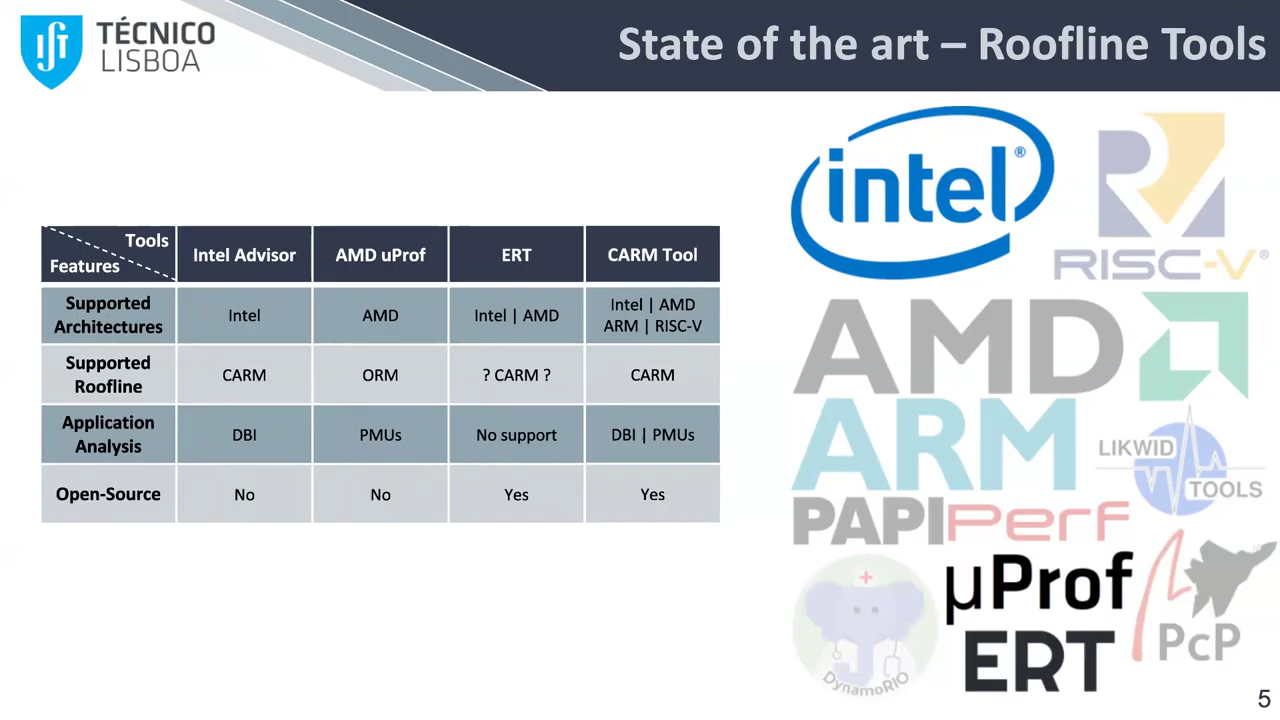 TÉCNICO
LISBOA
State of the art – Roofline Tools
Tools
Features
Intel Advisor
AMD uProf
ERT
CARM Tool
Supported
Architectures
Intel
AMD
Intel | AMD
Intel | AMD
ARM | RISC-V
Supported
Roofline
CARM
ORM
? CARM ?
CARM
Application
Analysis
DBI
PMUs
No support
DBI | PMUs
Open-Source
No
No
Yes
Yes
intel®
RISC-V®
AMD
ARM
LIKWID
TOOLS
PAPI
Perf
µProf
ERT
PcP
DynamoRIO
5